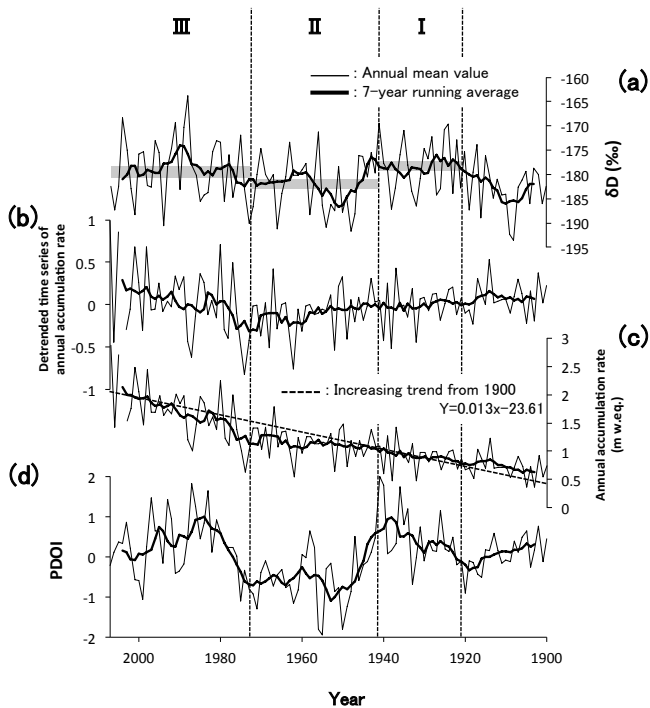 III II I
: Annual mean value
: 7-year running average
(a)
-160
-165
-170
-175
-180
-185
-190
-195
δD (‰)
(b)
1
0.5
0
-0.5
-1
Detrended time series of
annual accumulation rate
(c)
3
2.5
2
1.5
1
0.5
0
Annual accumulation rate
(m w.eq.)
: Increasing trend from 1900
Y=0.013x-23.61
(d)
2
1
0
-1
-2
PDOI
2000 1980 1960 1940 1920 1900
Year